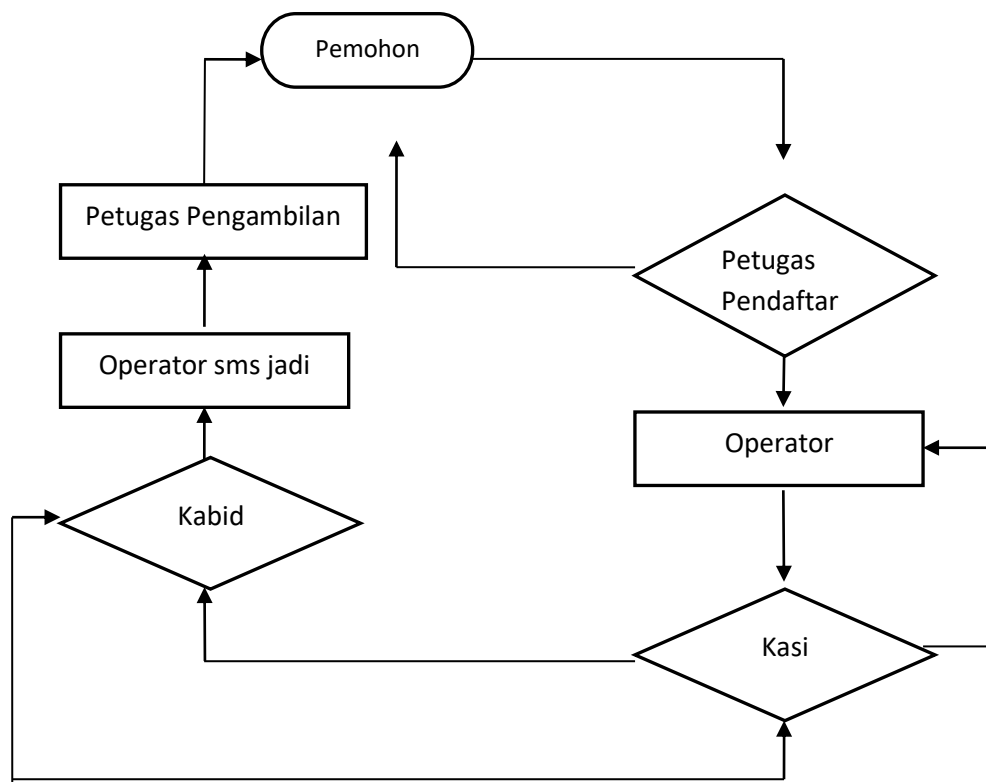 Pemohon
Petugas Pengambilan
Petugas
Pendaftar
Operator sms jadi
Operator
Kabid
Kasi